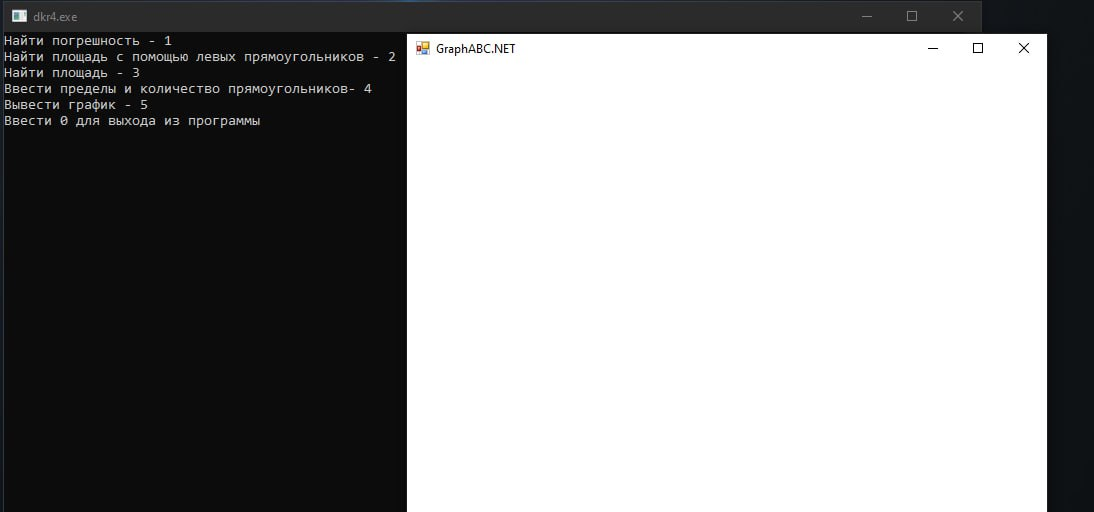 dkr4.exe
Найти погрешность - 1
Найти площадь с помощью левых прямоугольников - 2
Найти площадь - 3
Ввести пределы и количество прямоугольников- 4
Вывести график - 5
Ввести 0 для выхода из программы
GraphABC.NET